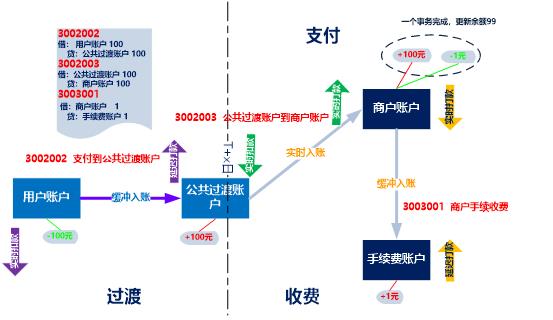 支付
一个事务完成，更新余额99
+100元
-1元
3002002
借： 用户账户 100
贷：公共过渡账户 100
3002003
借：公共过渡账户 100
贷：商户账户 100
3003001
借： 商户账户 1
贷：手续费账户 1
商户账户
3002003 公共过渡账户到商户账户
T+x日
3002002 支付到公共过渡账户
实时入账
缓冲入账
用户账户
缓冲入账
公共过渡账户
3003001 商户手续收费
-100元
+100元
手续费账户
+1元
过渡
收费